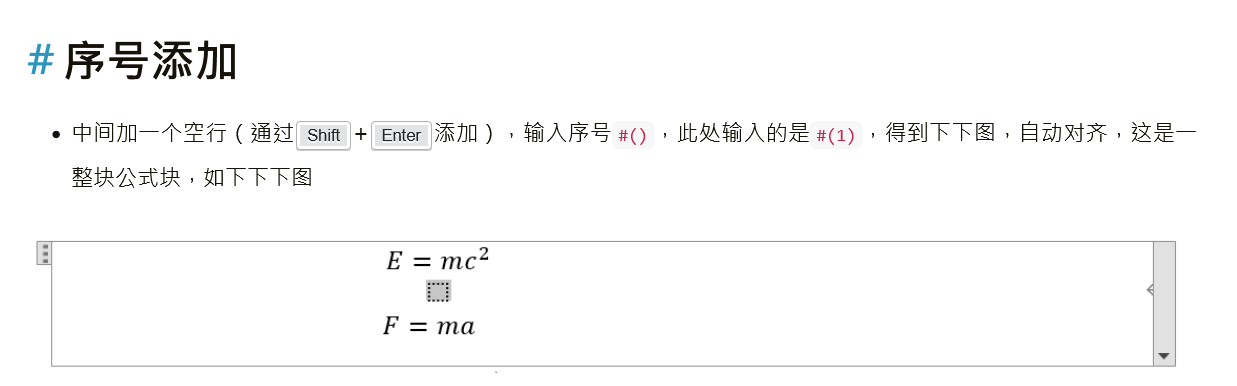 # 序号添加
• 中间加一个空行（通过 Shift + Enter 添加），输入序号 #() ，此处输入的是 #(1) ，得到下下图，自动对齐，这是一
整块公式块，如下下下图
E = mc²
F = ma